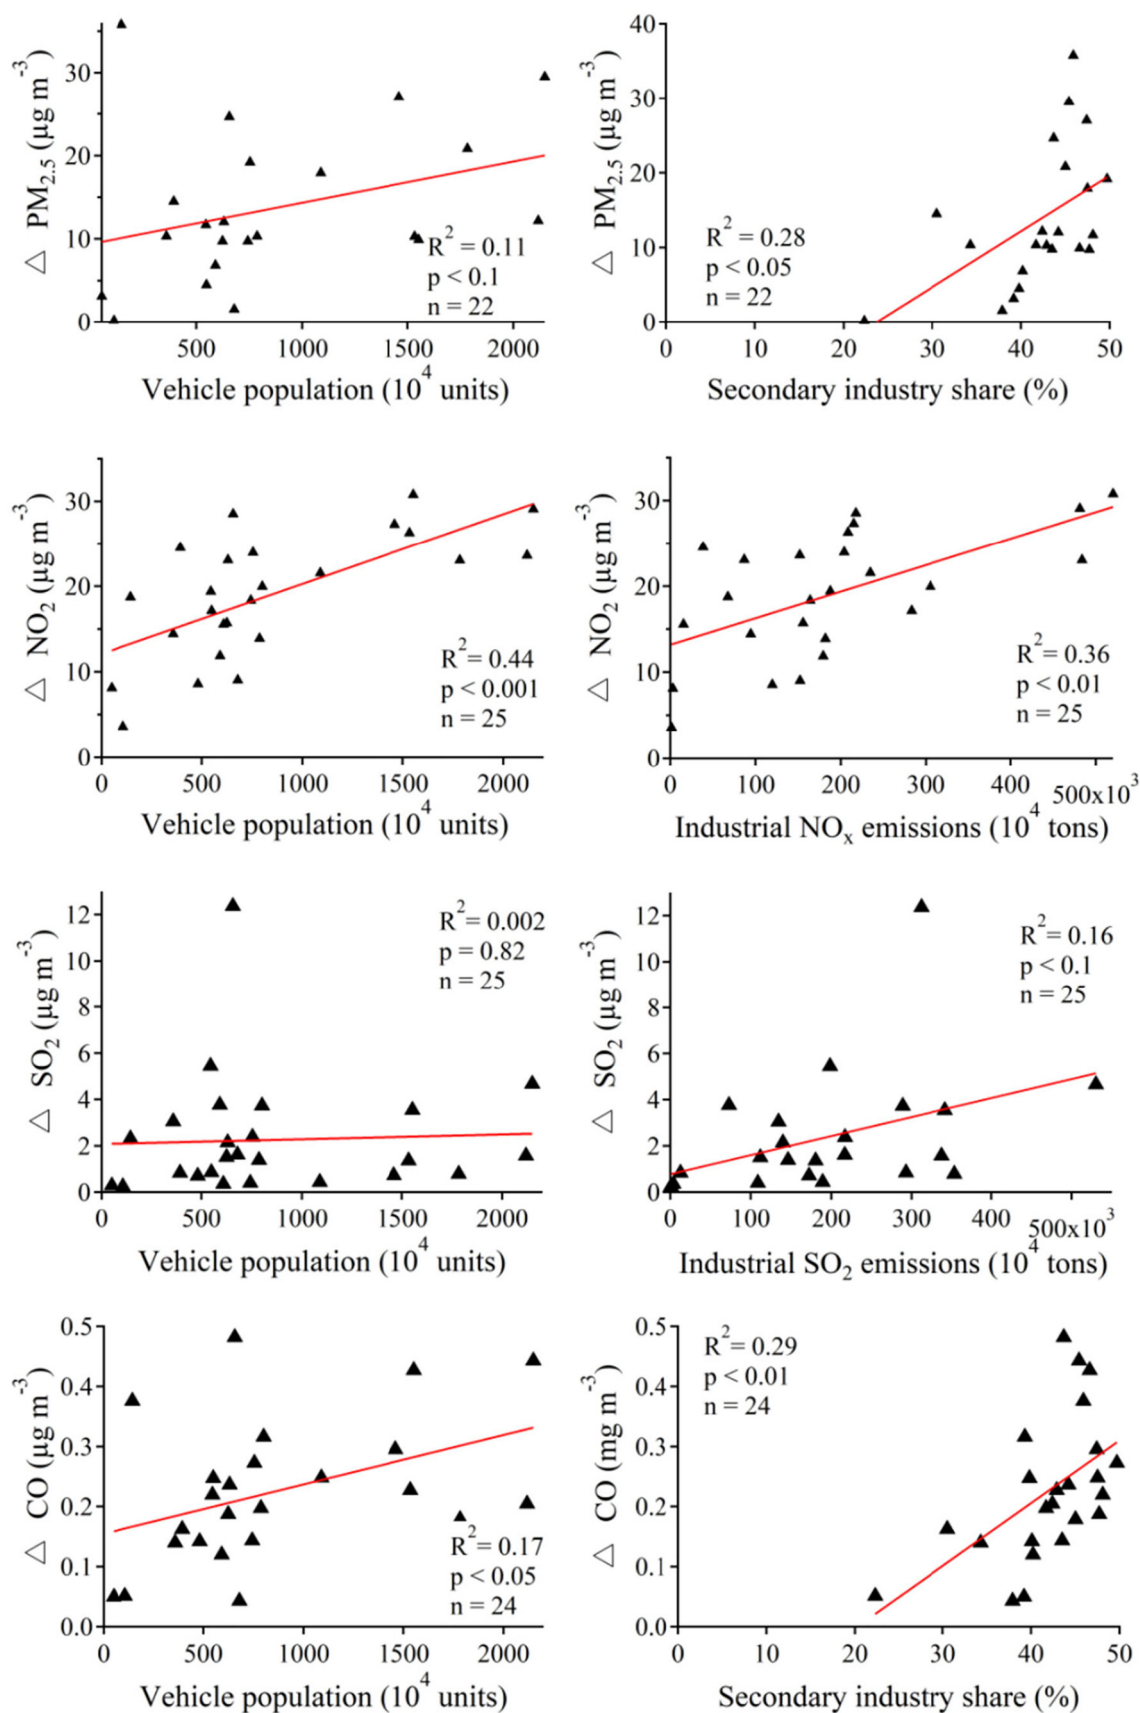 △ PM2.5 (μg m-3)
30
20
10
0
R2 = 0.11
p < 0.1
n = 22
500 1000 1500 2000
Vehicle population (104 units)
△ PM2.5 (μg m-3)
40
30
20
10
0
R2 = 0.28
p < 0.05
n = 22
0 10 20 30 40 50
Secondary industry share (%)
△ NO2 (μg m-3)
30
20
10
0
R2 = 0.44
p < 0.001
n = 25
0 500 1000 1500 2000
Vehicle population (104 units)
△ NO2 (μg m-3)
30
20
10
0
R2 = 0.36
p < 0.01
n = 25
0 100 200 300 400 500x103
Industrial NOx emissions (104 tons)
△ SO2 (μg m-3)
12
10
8
6
4
2
0
R2= 0.002
p = 0.82
n = 25
0 500 1000 1500 2000
Vehicle population (104 units)
△ SO2 (μg m-3)
12
10
8
6
4
2
0
R2= 0.16
p < 0.1
n = 25
0 100 200 300 400 500x103
Industrial SO2 emissions (104 tons)
△ CO (μg m-3)
0.5
0.4
0.3
0.2
0.1
0.0
R2= 0.17
p < 0.05
n = 24
0 500 1000 1500 2000
Vehicle population (104 units)
△ CO (mg m-3)
0.5
0.4
0.3
0.2
0.1
0.0
R2= 0.29
p < 0.01
n = 24
0 10 20 30 40 50
Secondary industry share (%)